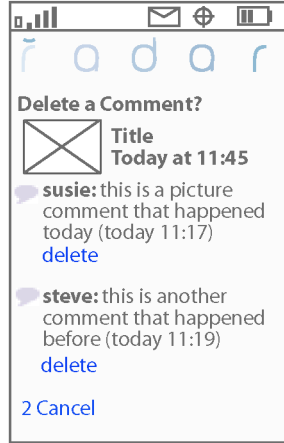 řadar
Delete a Comment?
Title
Today at 11:45
susie: this is a picture
comment that happened
today (today 11:17)
delete
steve: this is another
comment that happened
before (today 11:19)
delete
2 Cancel